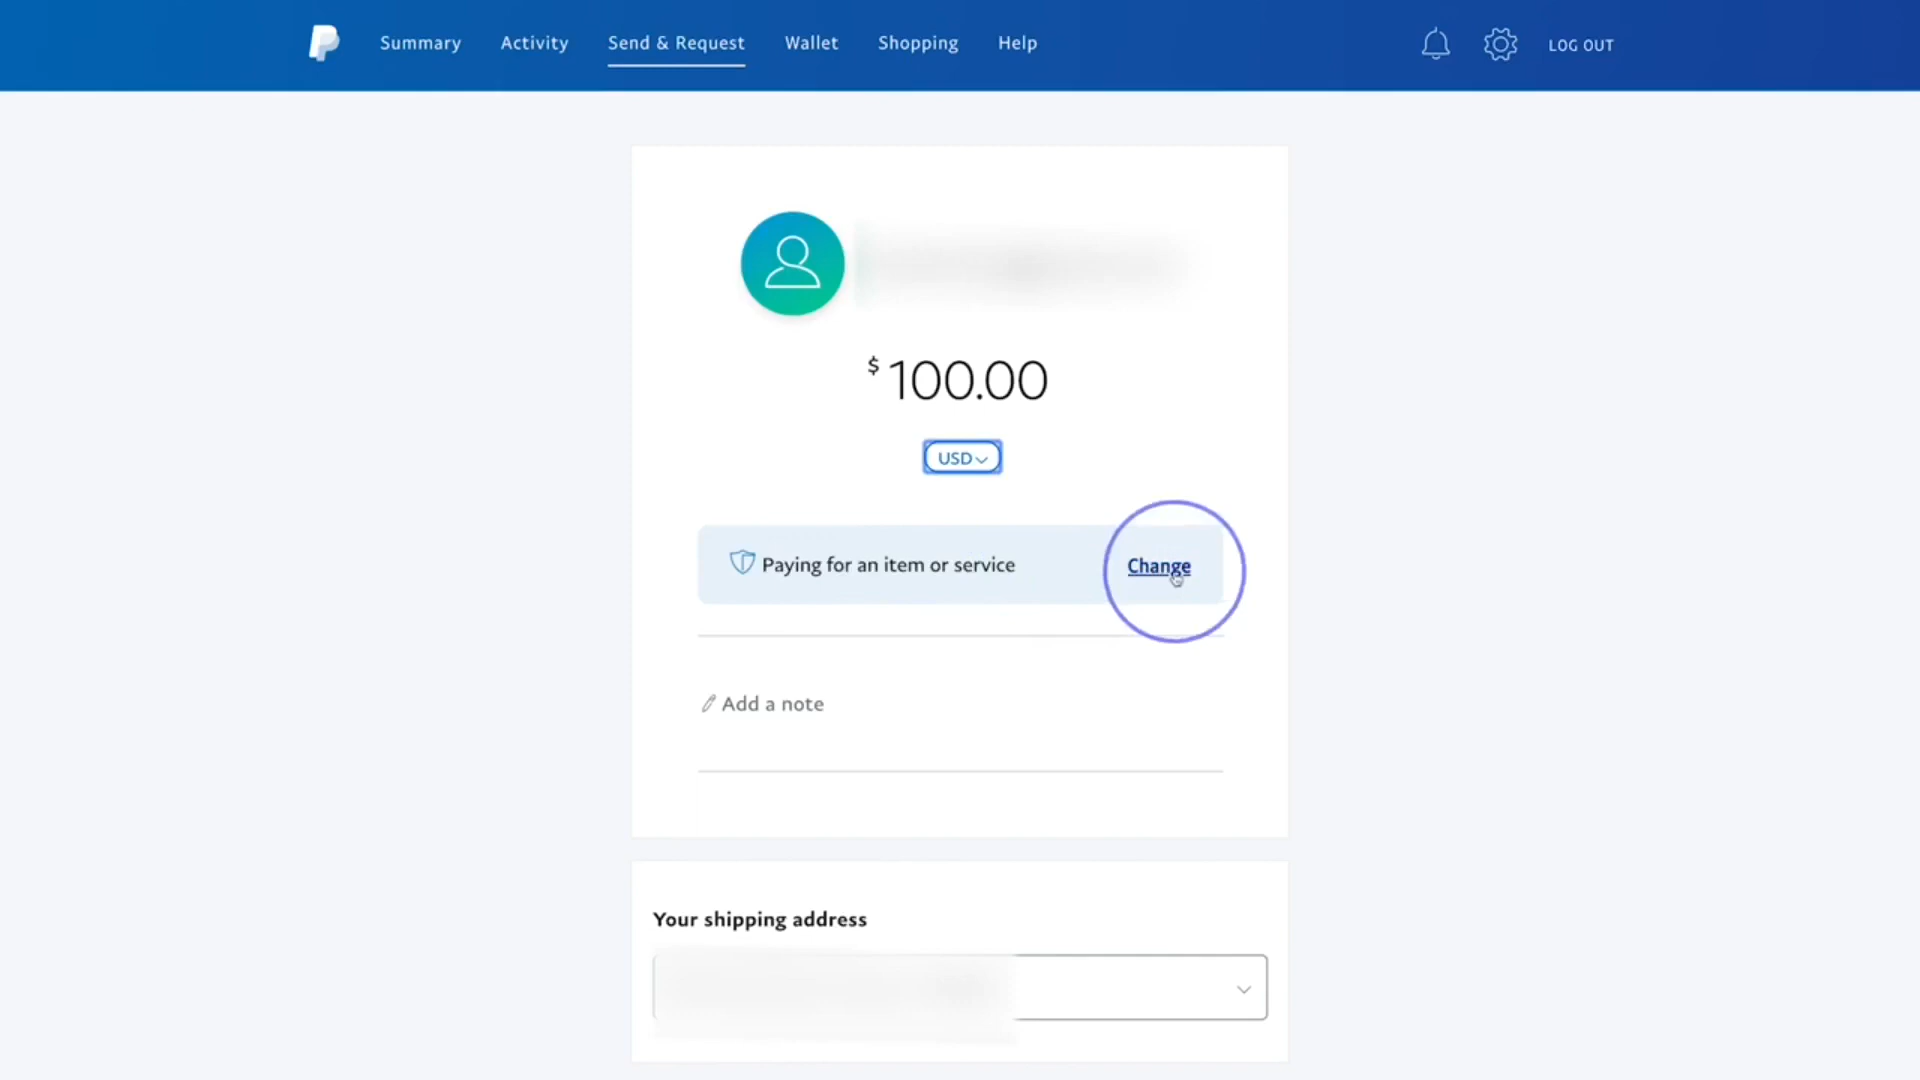 Summary Activity Send & Request Wallet Shopping Help LOG OUT
$ 100.00
USD
Paying for an item or service Change
Add a note
Your shipping address